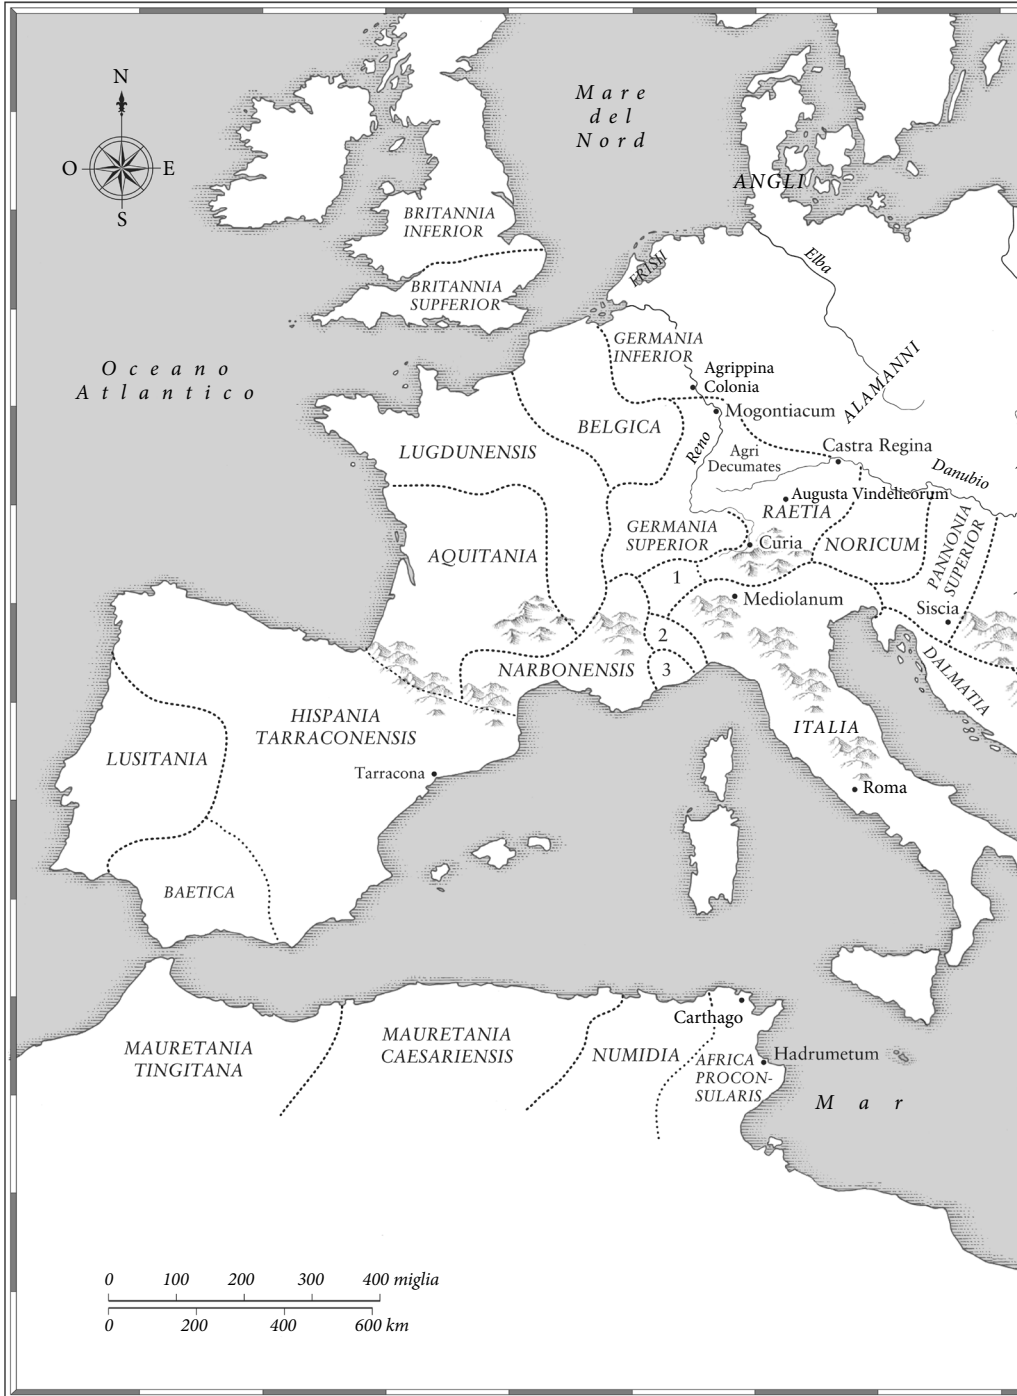 Mare
del
Nord
N
O
E
S
ANGLI
BRITANNIA
INFERIOR
Elba
FRISII
BRITANNIA
SUPFERIOR
GERMANIA
INFERIOR
Oceano
Atlantico
Agrippina
Colonia
ALAMANNI
Mogontiacum
BELGICA
LUGDUNENSIS
Reno
Agri
Decumates
Castra Regina
Danubio
Augusta Vindelicorum
RAETIA
GERMANIA
SUPERIOR
Curia
NORICUM
PANNONIA
SUPERIOR
AQUITANIA
1
Mediolanum
Siscia
2
3
NARBONENSIS
DALMATIA
HISPANIA
TARRACONENSIS
ITALIA
LUSITANIA
Tarracona
Roma
BAETICA
Carthago
MAURETANIA
TINGITANA
MAURETANIA
CAESARIENSIS
NUMIDIA
AFRICA
PROCON-
SULARIS
Hadrumetum
Mar
0 100 200 300 400 miglia
0 200 400 600 km